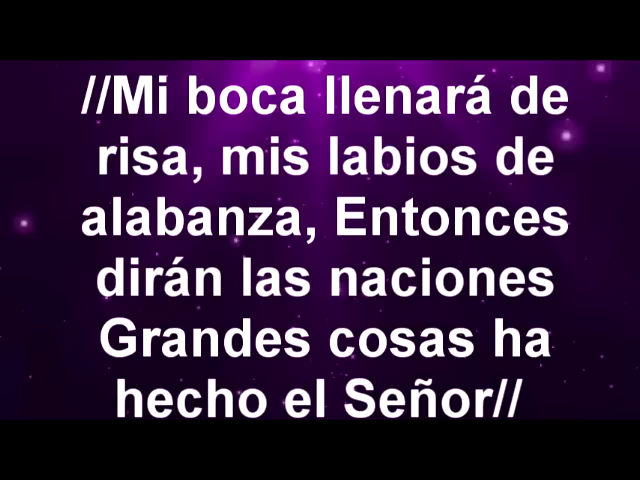 //Mi boca llenará de
risa, mis labios de
alabanza, Entonces
dirán las naciones
Grandes cosas ha
hecho el Señor//